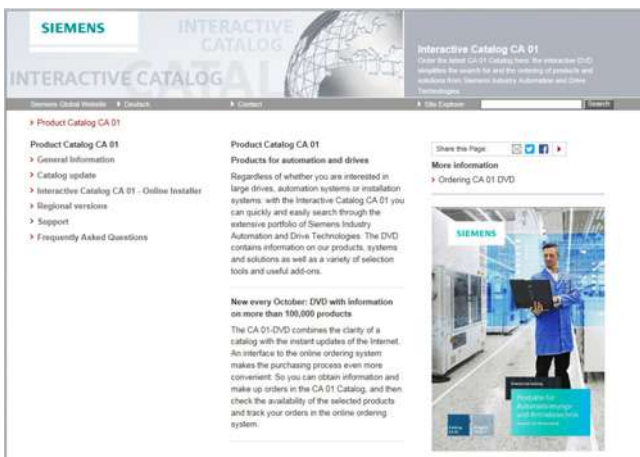 SIEMENS
INTERACTIVE
CATALOG
INTERACTIVE CATALOG
Interactive Catalog CA 01
Order the latest CA 01 Catalog here: the interactive DVD
simplifies the search for and the ordering of products and
solutions from Siemens Industry Automation and Drive
Technologies.
Siemens Global Website Deutsch Contact Site Explorer Search
Product Catalog CA 01
Product Catalog CA 01
General Information
Catalog update
Interactive Catalog CA 01 - Online Installer
Regional versions
Support
Frequently Asked Questions
Product Catalog CA 01
Products for automation and drives
Regardless of whether you are interested in
large drives, automation systems or installation
systems: with the Interactive Catalog CA 01 you
can quickly and easily search through the
extensive portfolio of Siemens Industry
Automation and Drive Technologies. The DVD
contains information on our products, systems
and solutions as well as a variety of selection
tools and useful add-ons.
New every October: DVD with information
on more than 100,000 products
The CA 01-DVD combines the clarity of a
catalog with the instant updates of the Internet.
An interface to the online ordering system
makes the purchasing process even more
convenient. So you can obtain information and
make up orders in the CA 01 Catalog, and then
check the availability of the selected products
and track your orders in the online ordering
system.
Share this Page:
More information
Ordering CA 01 DVD
SIEMENS
Produkte für
Automatisierungs-
und Antriebstechnik